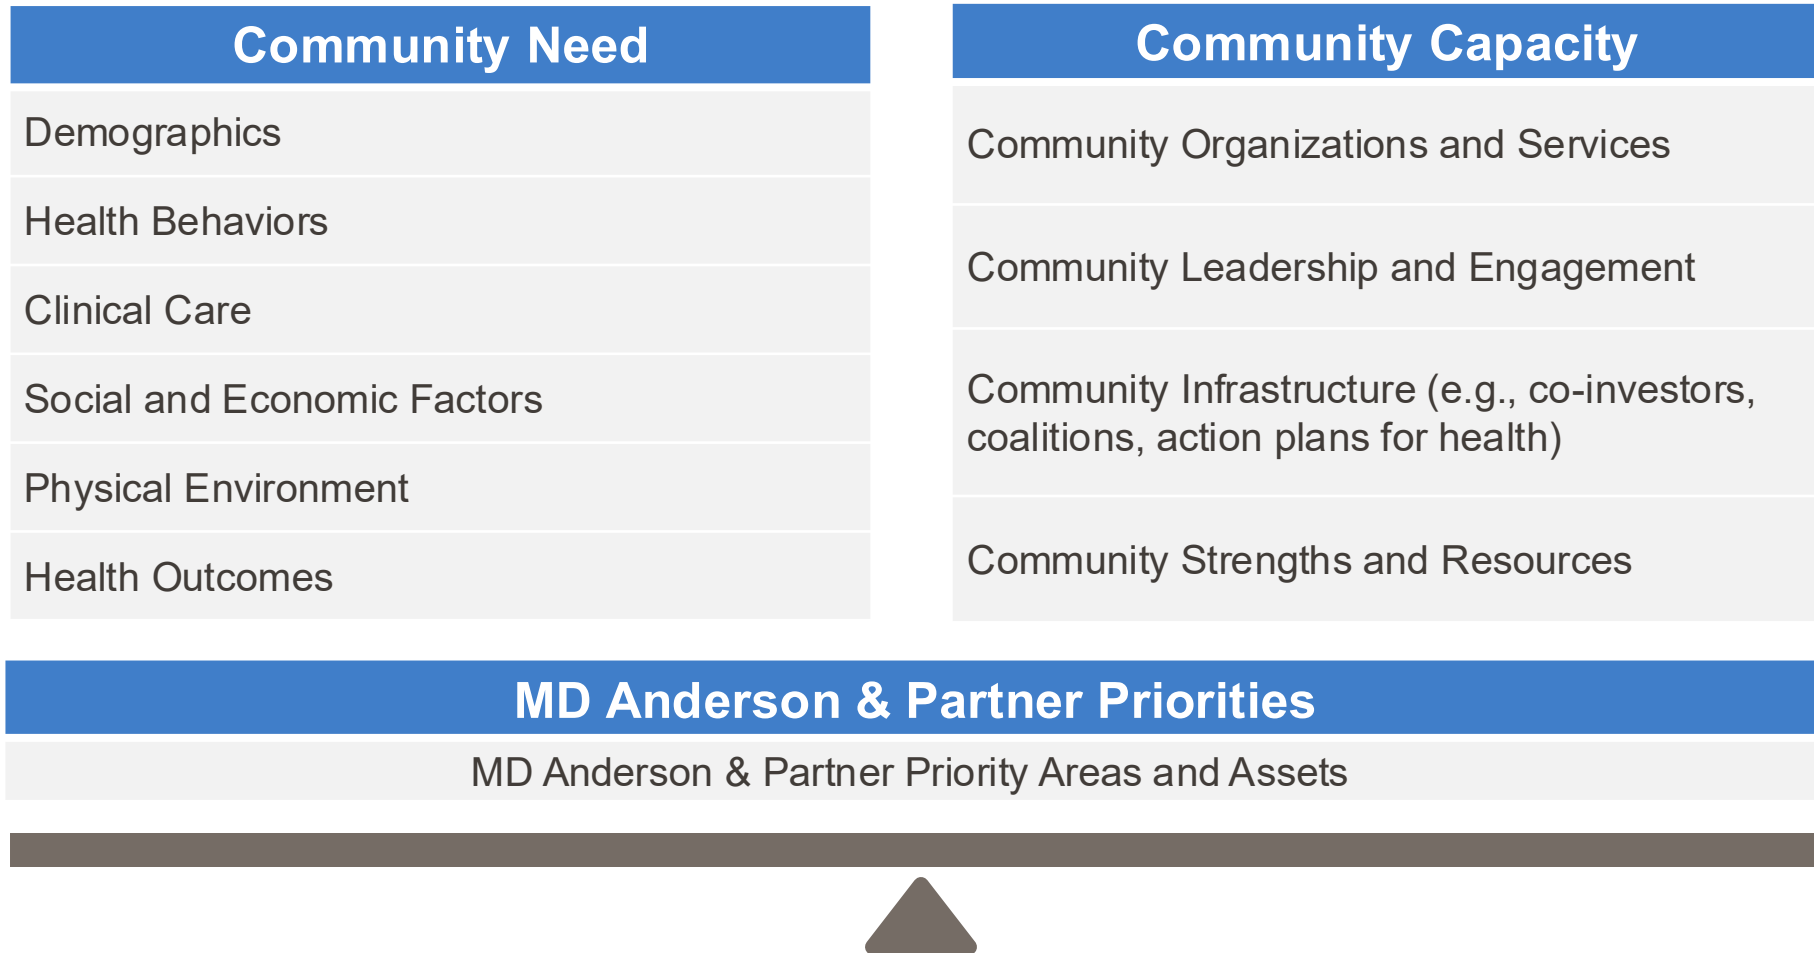 Community Need
Demographics
Health Behaviors
Clinical Care
Social and Economic Factors
Physical Environment
Health Outcomes
Community Capacity
Community Organizations and Services
Community Leadership and Engagement
Community Infrastructure (e.g., co-investors,
coalitions, action plans for health)
Community Strengths and Resources
MD Anderson & Partner Priorities
MD Anderson & Partner Priority Areas and Assets